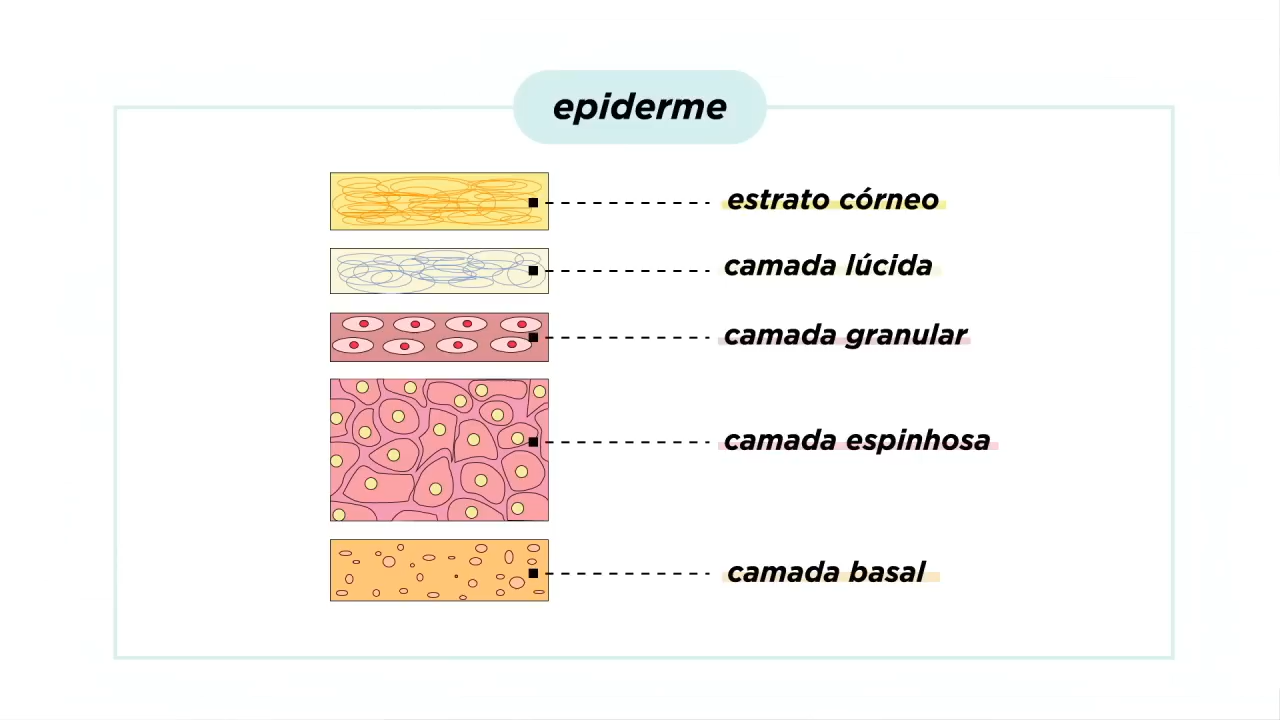 epiderme
estrato córneo
camada lúcida
camada granular
camada espinhosa
camada basal